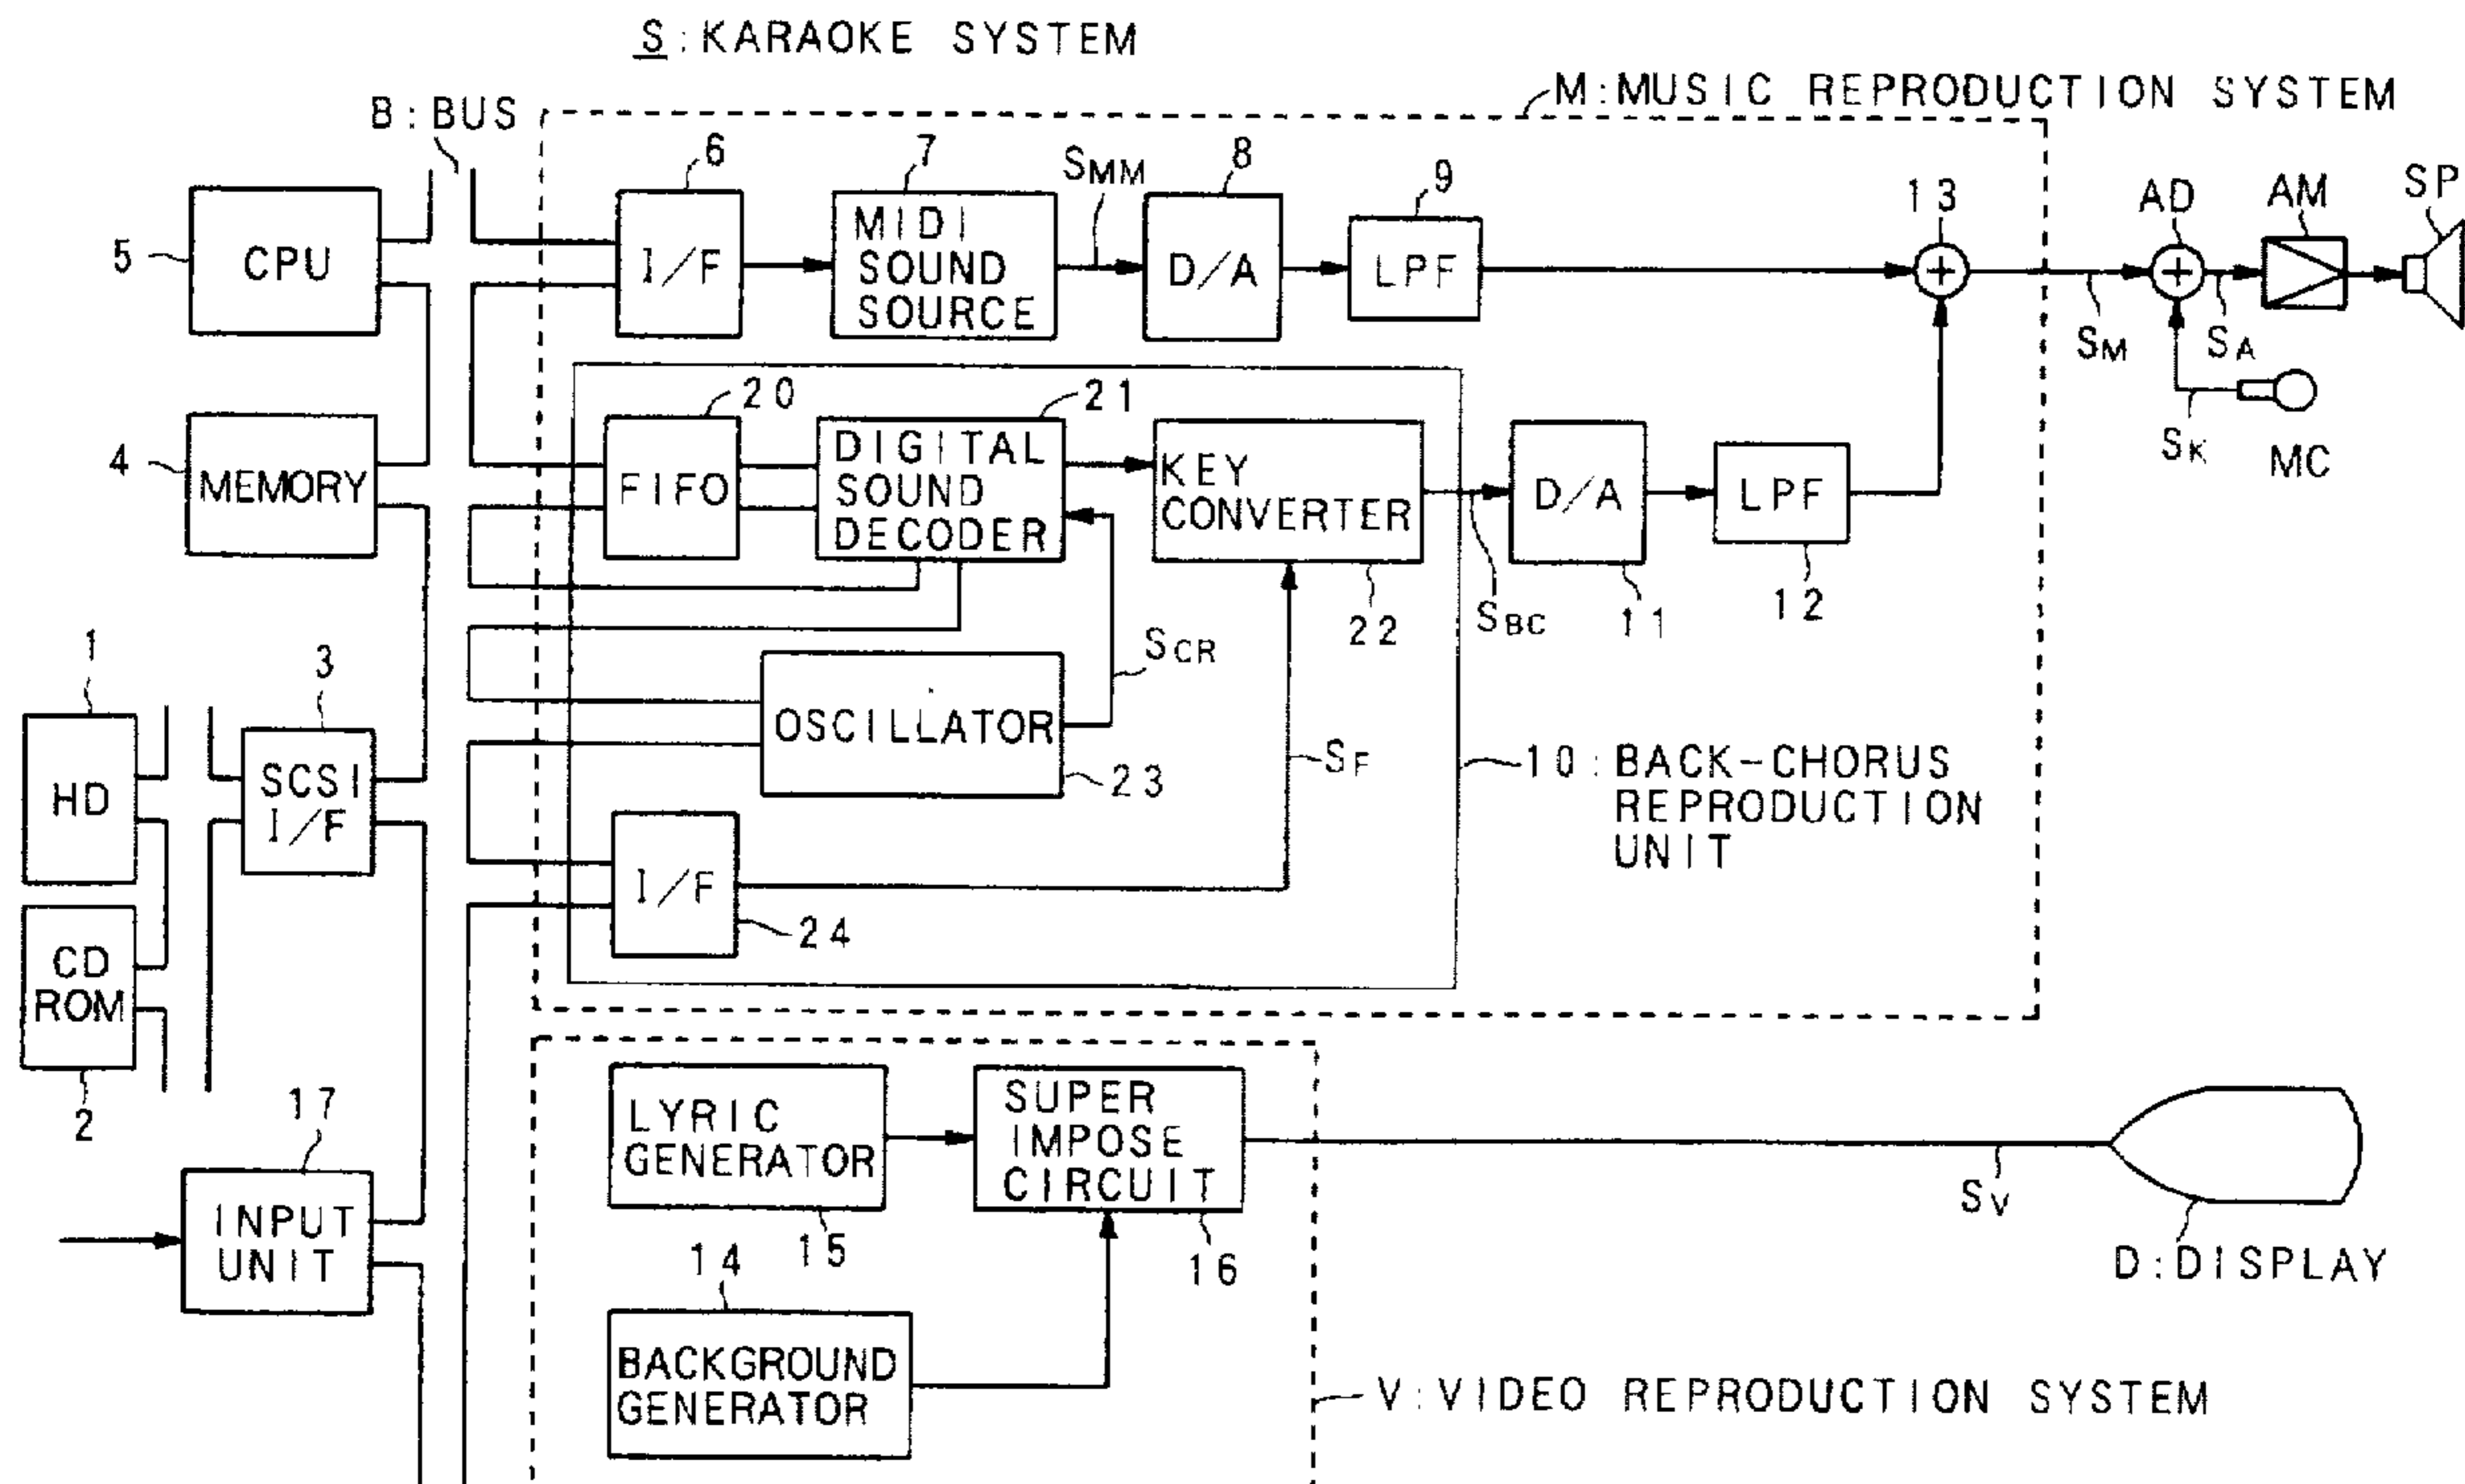 S:KARAOKE SYSTEM
M:MUSIC REPRODUCTION SYSTEM
B:BUS
6
7
SMM
8
9
13
AD
AM
SP
5
CPU
I/F
MIDI
SOUND
SOURCE
D/A
LPF
SM
SA
SK
MC
4
MEMORY
20
FIFO
21
DIGITAL
SOUND
DECODER
KEY
CONVERTER
22
SBC
D/A
11
LPF
12
SCR
1
HD
3
SCSI
I/F
OSCILLATOR
23
SF
10:BACK-CHORUS
REPRODUCTION
UNIT
I/F
24
CD
ROM
2
17
INPUT
UNIT
LYRIC
GENERATOR
15
SUPER
IMPOSE
CIRCUIT
16
SV
D:DISPLAY
14
BACKGROUND
GENERATOR
V:VIDEO REPRODUCTION SYSTEM